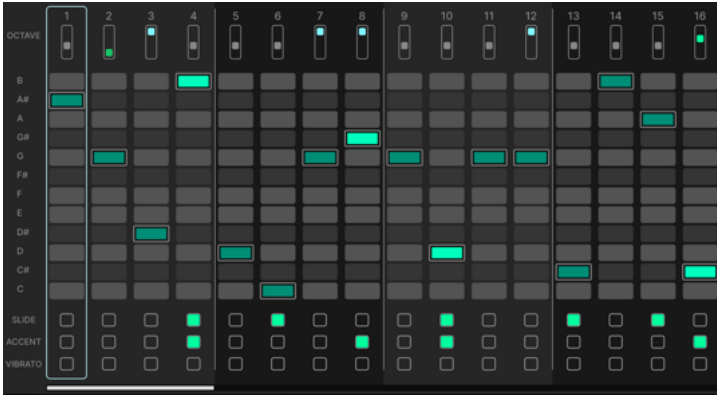 1 2 3 4 5 6 7 8 9 10 11 12 13 14 15 16
OCTAVE
B
A#
A
G#
G
F#
F
E
D#
D
C#
C
SLIDE
ACCENT
VIBRATO